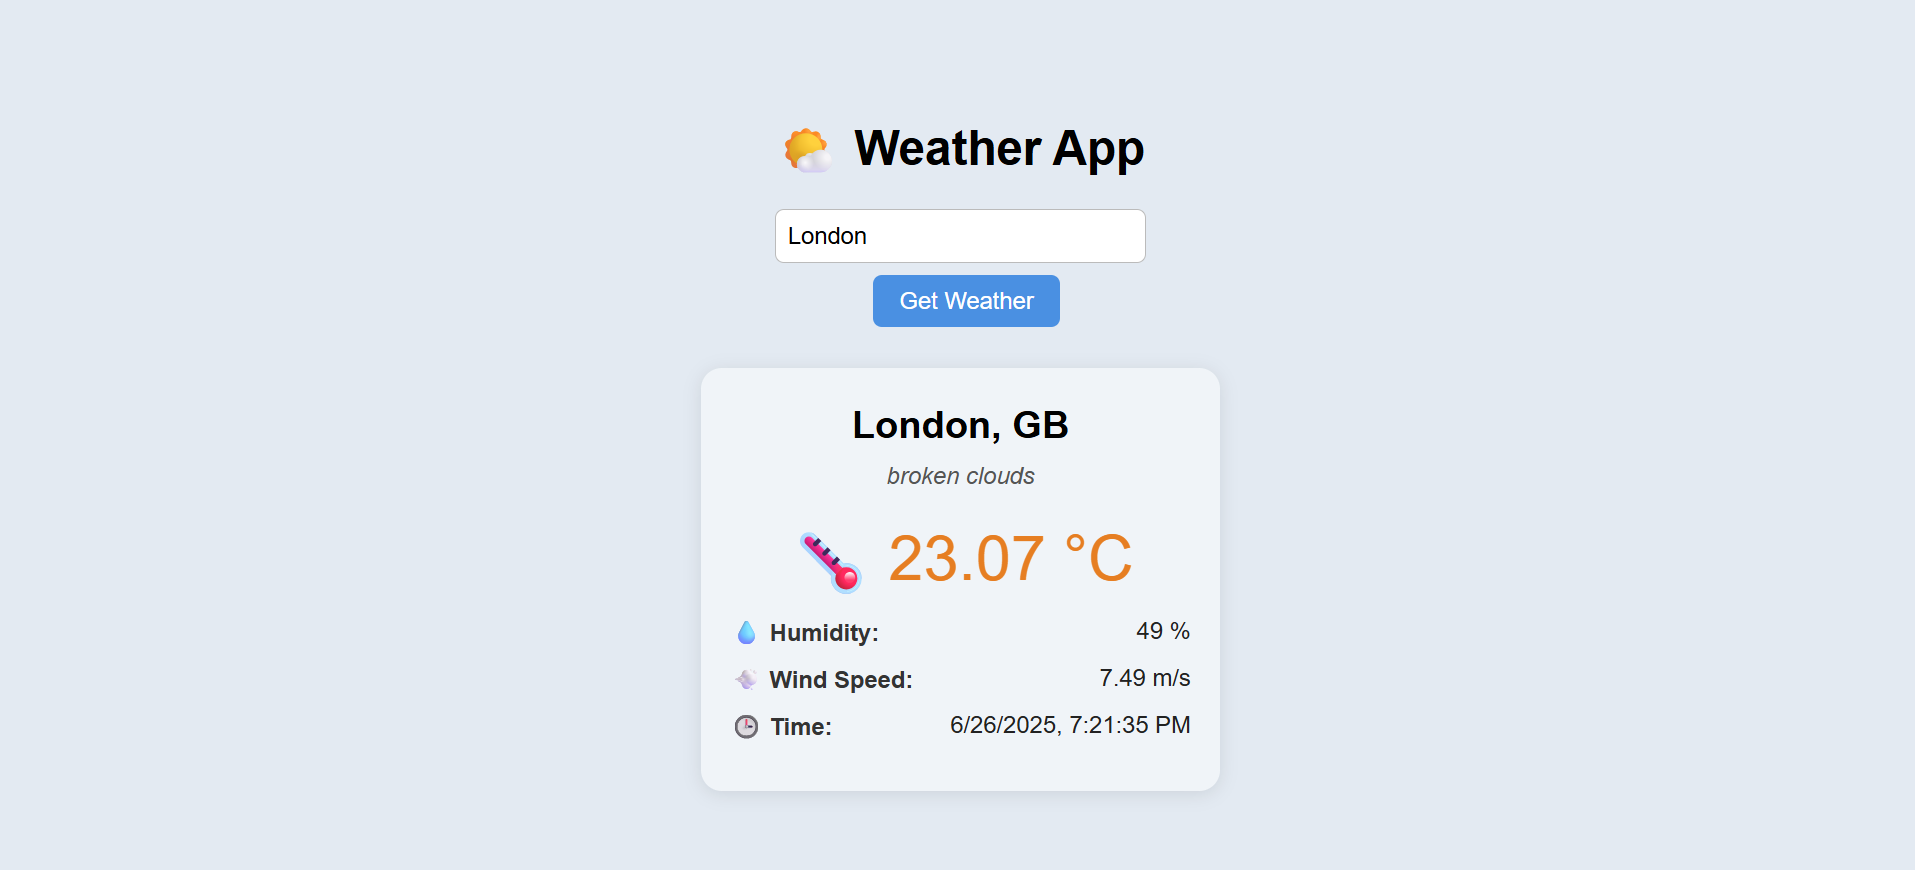 Weather App
London
Get Weather
London, GB
broken clouds
23.07 °C
Humidity: 49 %
Wind Speed: 7.49 m/s
Time: 6/26/2025, 7:21:35 PM